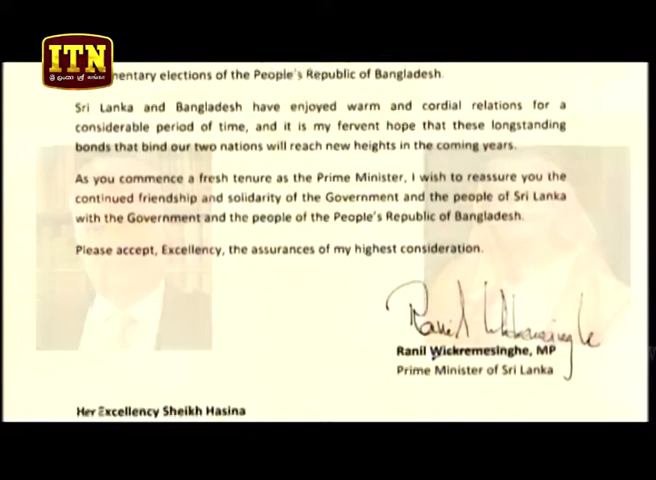 ITN
ශ්‍රී ලංකා
mentary elections of the People's Republic of Bangladesh.
Sri Lanka and Bangladesh have enjoyed warm and cordial relations for a
considerable period of time, and it is my fervent hope that these longstanding
bonds that bind our two nations will reach new heights in the coming years.
As you commence a fresh tenure as the Prime Minister, I wish to reassure you the
continued friendship and solidarity of the Government and the people of Sri Lanka
with the Government and the people of the People's Republic of Bangladesh.
Please accept, Excellency, the assurances of my highest consideration.
Ranil Wickremesinghe
Ranil Wickremesinghe, MP
Prime Minister of Sri Lanka
Her Excellency Sheikh Hasina